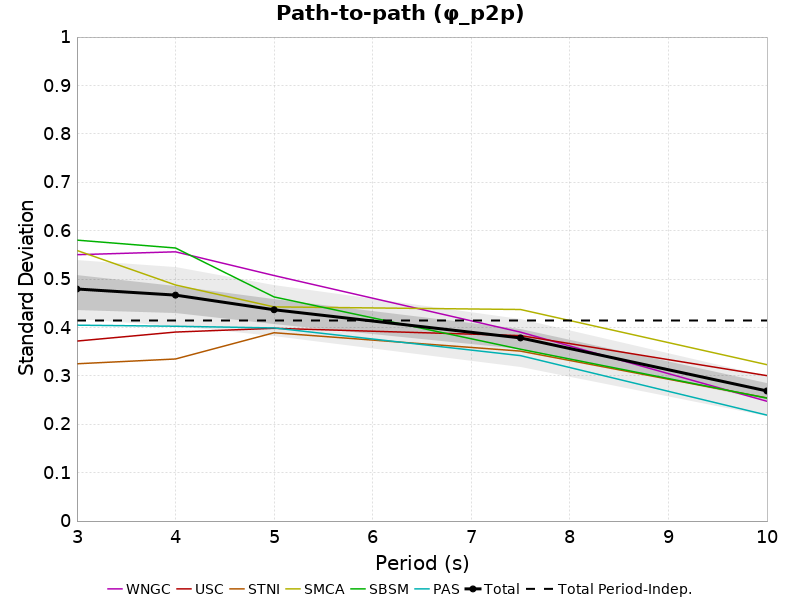 Path-to-path (φ_p2p)
1
0.9
0.8
0.7
0.6
0.5
0.4
0.3
0.2
0.1
0
Standard Deviation
3 4 5 6 7 8 9 10
Period (s)
WNGC USC STNI SMCA SBSM PAS Total Total Period-Indep.